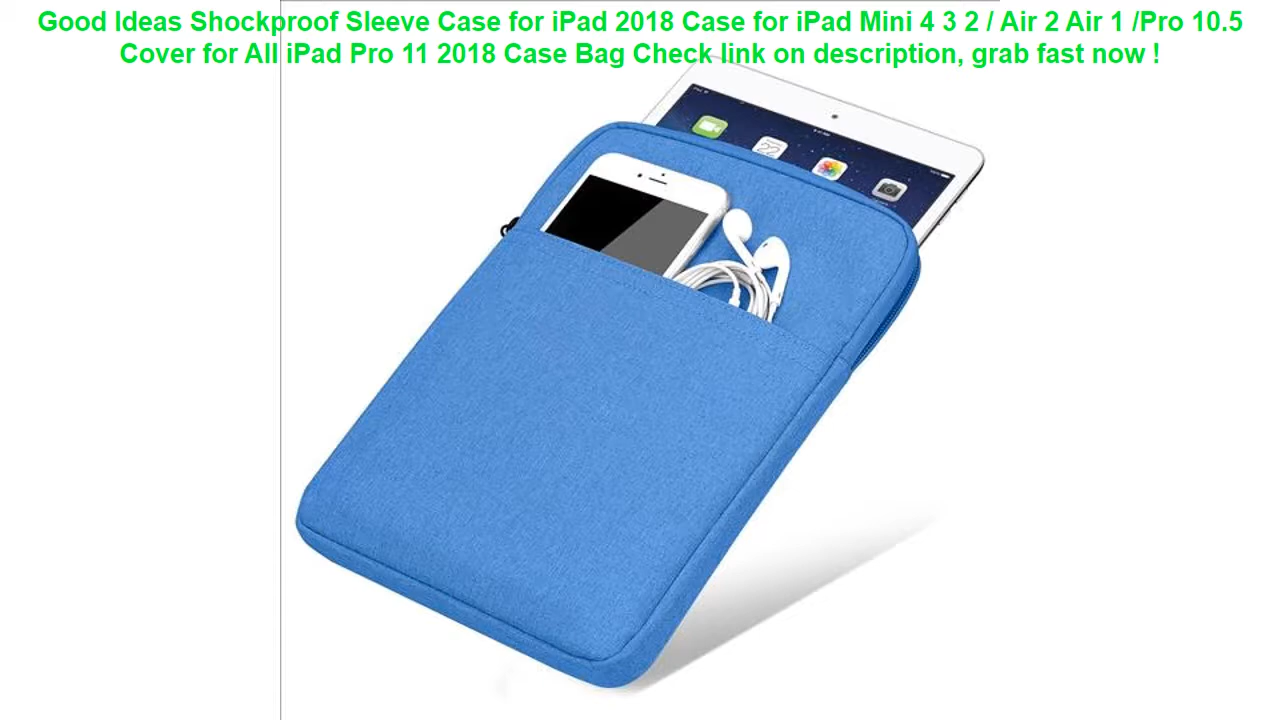 Good Ideas Shockproof Sleeve Case for iPad 2018 Case for iPad Mini 4 3 2 / Air 2 Air 1 /Pro 10.5
Cover for All iPad Pro 11 2018 Case Bag Check link on description, grab fast now !
22